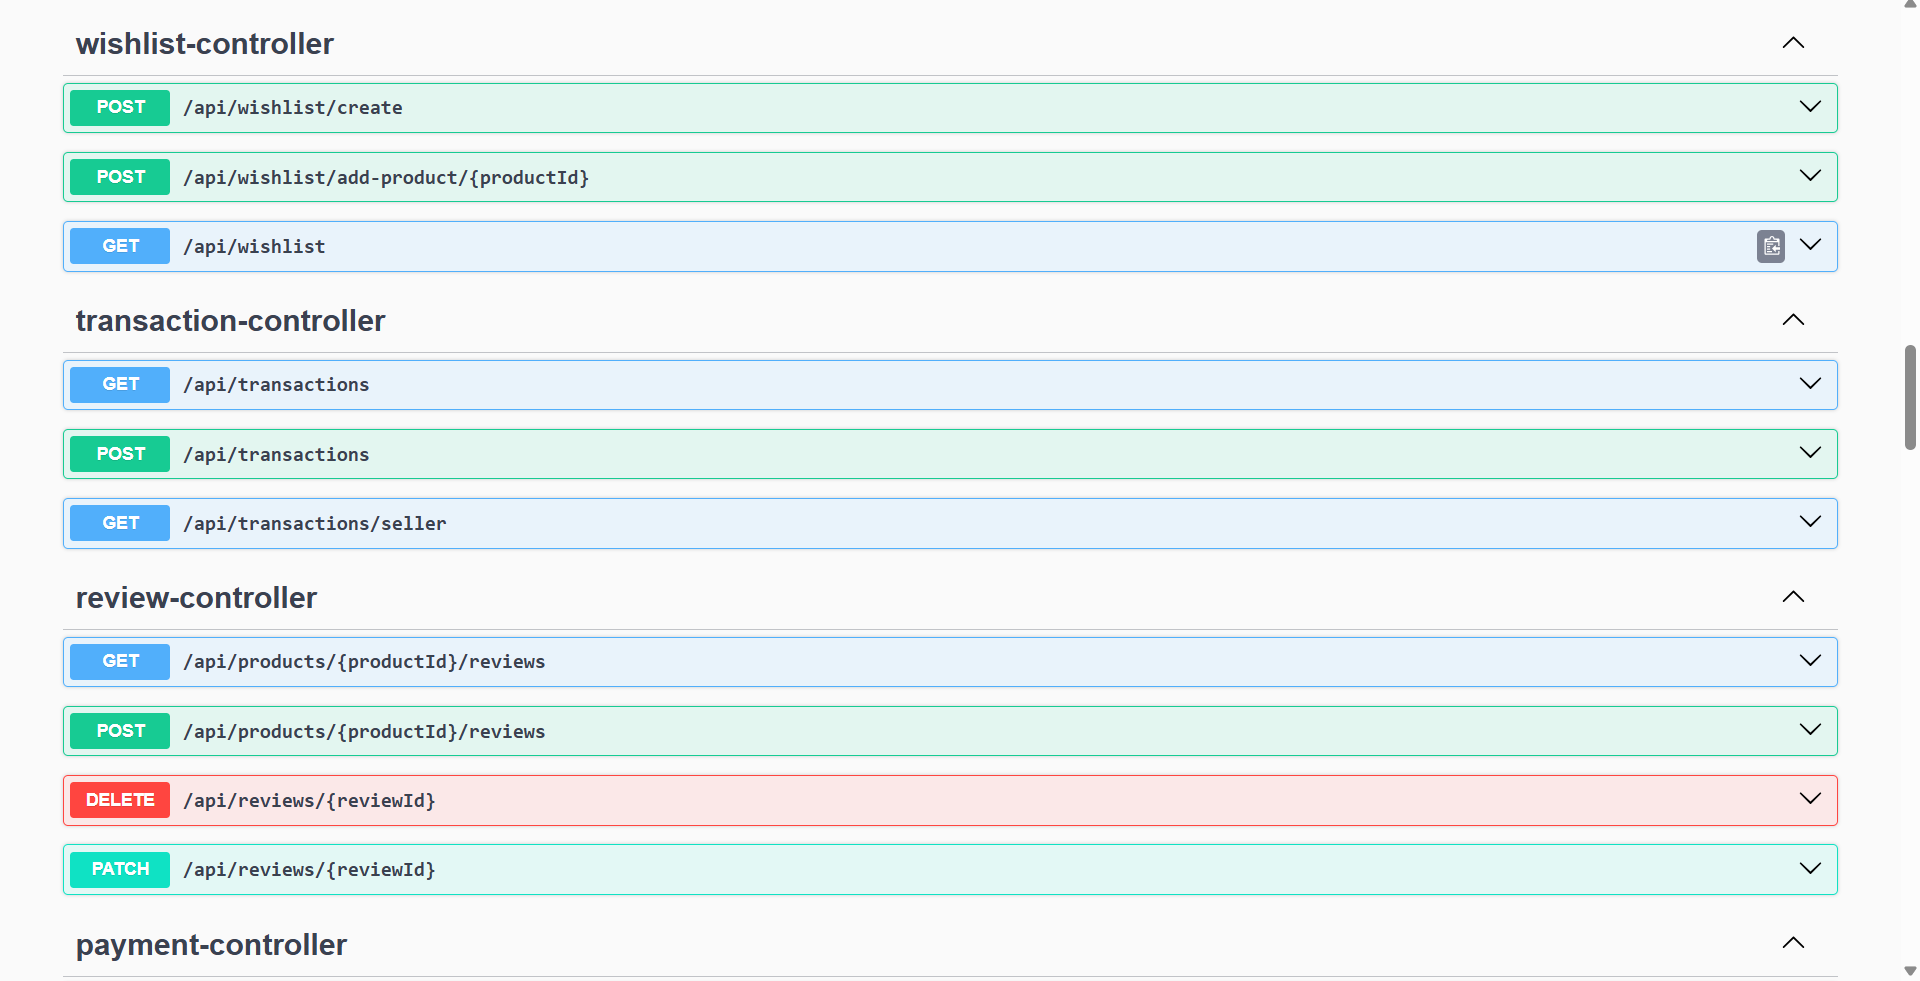 wishlist-controller
POST /api/wishlist/create
POST /api/wishlist/add-product/{productId}
GET /api/wishlist
transaction-controller
GET /api/transactions
POST /api/transactions
GET /api/transactions/seller
review-controller
GET /api/products/{productId}/reviews
POST /api/products/{productId}/reviews
DELETE /api/reviews/{reviewId}
PATCH /api/reviews/{reviewId}
payment-controller